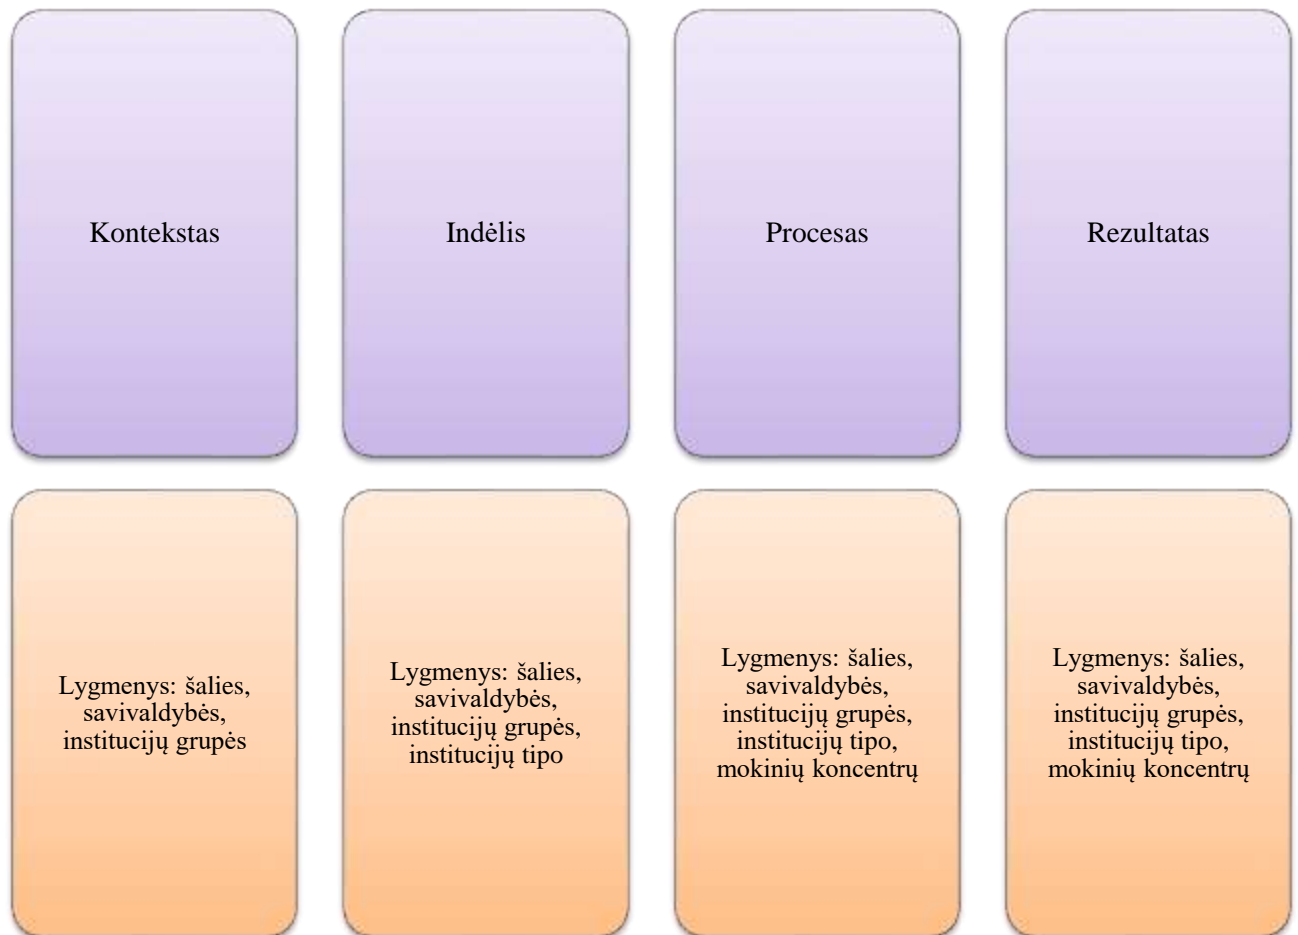 Kontekstas
Indėlis
Procesas
Rezultatas
Lygmenys: šalies,
savivaldybės,
institucijų grupės
Lygmenys: šalies,
savivaldybės,
institucijų grupės,
institucijų tipo
Lygmenys: šalies,
savivaldybės,
institucijų grupės,
institucijų tipo,
mokinių koncentrų
Lygmenys: šalies,
savivaldybės,
institucijų grupės,
institucijų tipo,
mokinių koncentrų